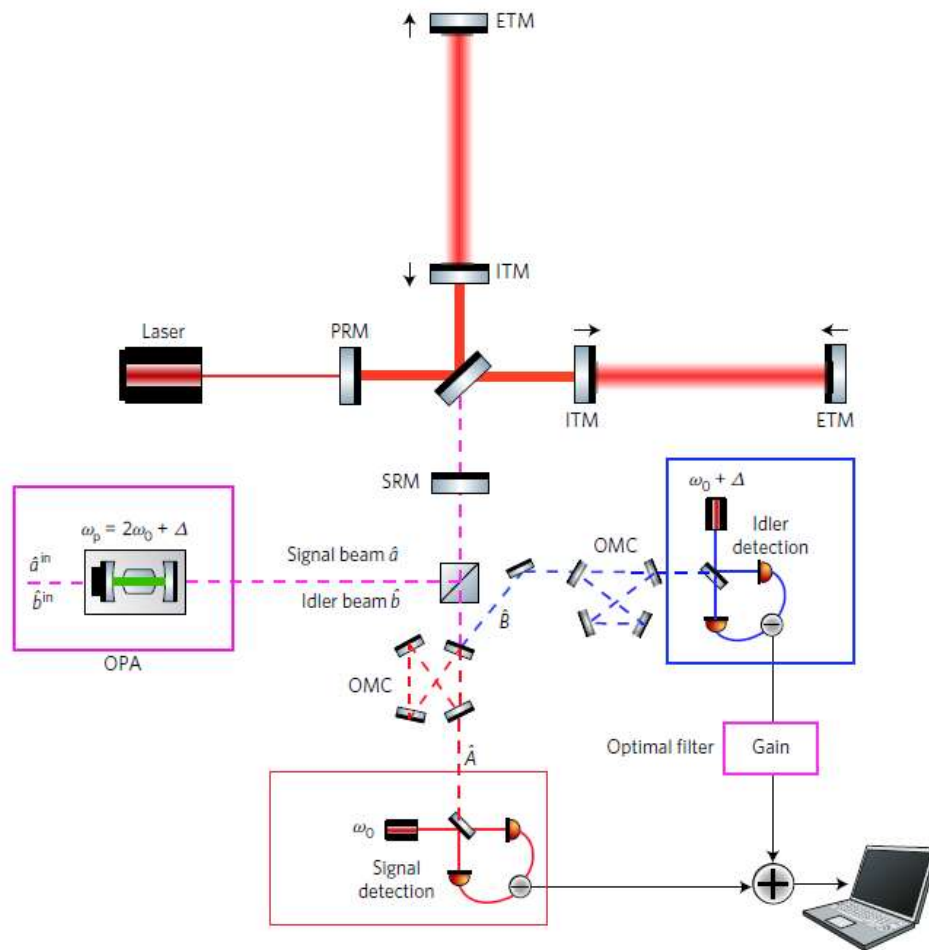 ETM
ITM
Laser
PRM
ITM
ETM
SRM
ω₀ + Δ
Idler
detection
OMC
ωₚ = 2ω₀ + Δ
âⁱⁿ
b̂ⁱⁿ
Signal beam â
Idler beam b̂
B̂
OPA
OMC
Optimal filter
Gain
Â
ω₀
Signal
detection